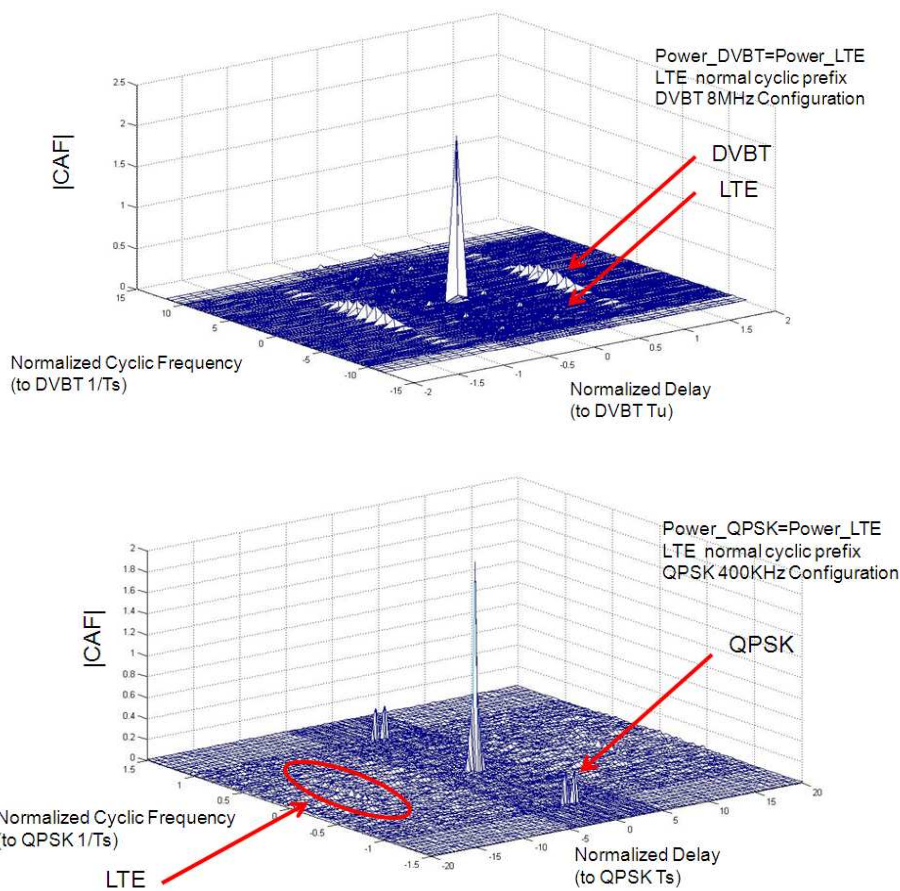 Power_DVBT=Power_LTE
LTE normal cyclic prefix
DVBT 8MHz Configuration
DVBT
LTE
|CAF|
2.5
2
1.5
1
0.5
0
15
10
5
0
-5
-10
-15
-2
-1.5
-1
-0.5
0
0.5
1
1.5
2
Normalized Cyclic Frequency
(to DVBT 1/Ts)
Normalized Delay
(to DVBT Tu)
Power_QPSK=Power_LTE
LTE normal cyclic prefix
QPSK 400KHz Configuration
QPSK
|CAF|
2
1.8
1.6
1.4
1.2
1
0.8
0.6
0.4
0.2
0
1.5
1
0.5
0
-0.5
-1
-1.5
-20
-15
-10
-5
0
5
10
15
20
Normalized Cyclic Frequency
(to QPSK 1/Ts)
Normalized Delay
(to QPSK Ts)
LTE